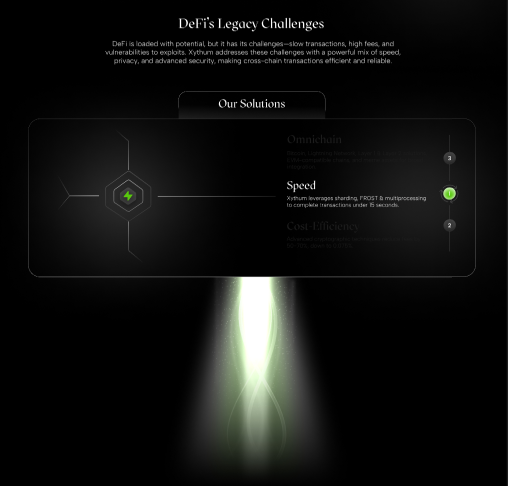 DeFi's Legacy Challenges
DeFi is loaded with potential, but it has its challenges—slow transactions, high fees, and
vulnerabilities to exploits. Xythum addresses these challenges with a powerful mix of speed,
privacy, and advanced security, making cross-chain transactions efficient and reliable.
Our Solutions
Omnichain
3
Speed
Xythum leverages sharding, FROST & multiprocessing
to complete transactions under 15 seconds.
2
Cost-Efficiency